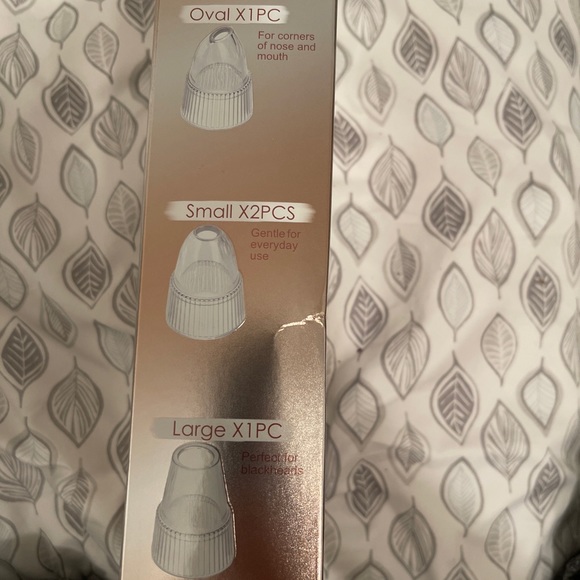 Oval X1PC
For corners
of nose and
mouth
Small X2PCS
Gentle for
everyday
use
Large X1PC
Perfect for
blackheads